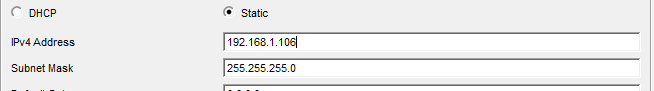 DHCP Static
IPv4 Address 192.168.1.106
Subnet Mask 255.255.255.0